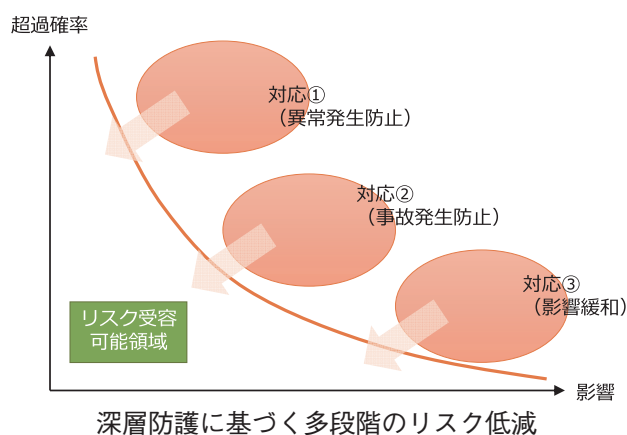 超過確率
対応①
（異常発生防止）
対応②
（事故発生防止）
対応③
（影響緩和）
リスク受容
可能領域
影響
深層防護に基づく多段階のリスク低減